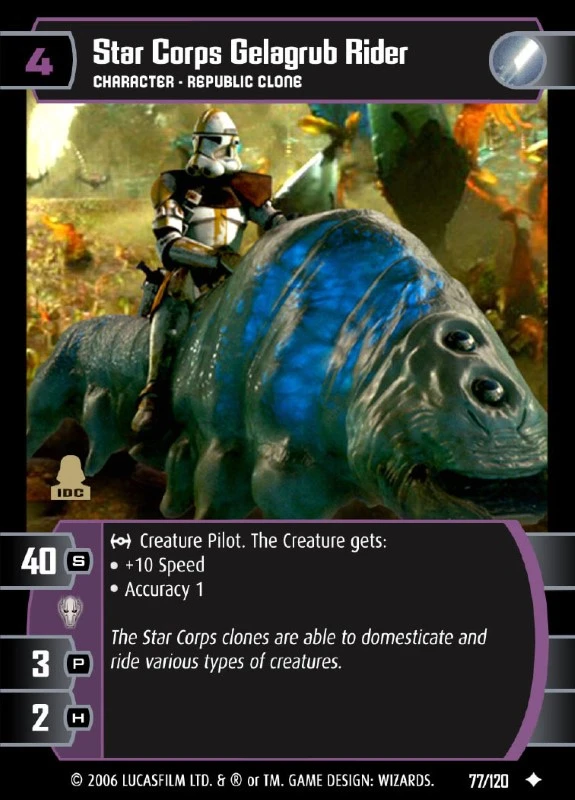 4
Star Corps Gelagrub Rider
CHARACTER · REPUBLIC CLONE
IDC
40 S
3 P
2 H
Creature Pilot. The Creature gets:
• +10 Speed
• Accuracy 1
The Star Corps clones are able to domesticate and
ride various types of creatures.
© 2006 LUCASFILM LTD. & ® or TM. GAME DESIGN: WIZARDS. 77/120